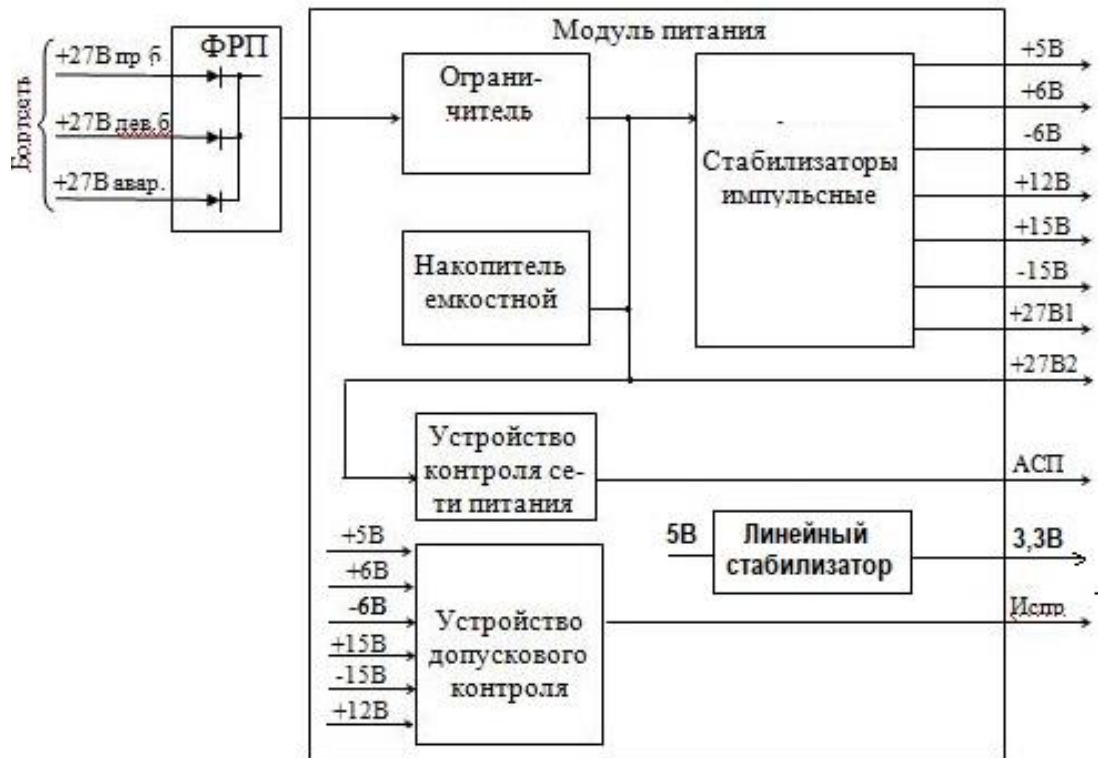 Модуль питания
ФРП
Бортсеть
+27В пр б
+27В лев.б
+27В авар.
Ограни-
читель
Накопитель
емкостной
Стабилизаторы
импульсные
+5В
+6В
-6В
+12В
+15В
-15В
+27В1
+27В2
Устройство
контроля се-
ти питания
АСП
5В
Линейный
стабилизатор
3,3В
+5В
+6В
-6В
+15В
-15В
+12В
Устройство
допускового
контроля
Испр